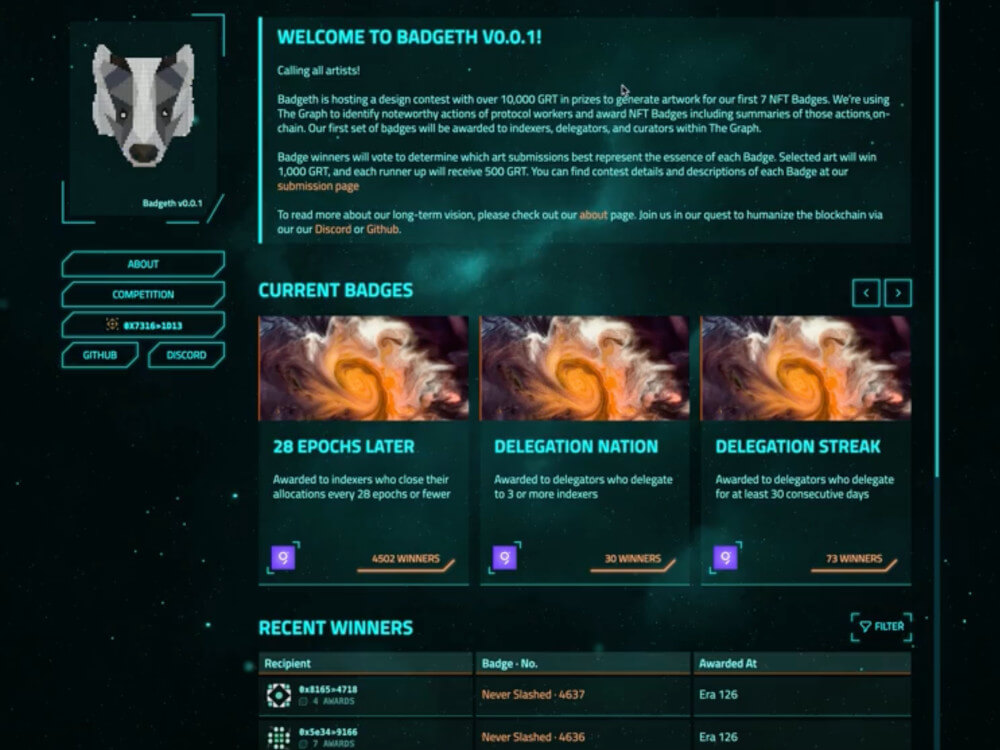 WELCOME TO BADGETH V0.0.1!
Calling all artists!
Badgeth is hosting a design contest with over 10,000 GRT in prizes to generate artwork for our first 7 NFT Badges. We're using
The Graph to identify noteworthy actions of protocol workers and award NFT Badges including summaries of those actions on-
chain. Our first set of badges will be awarded to indexers, delegators, and curators within The Graph.
Badge winners will vote to determine which art submissions best represent the essence of each Badge. Selected art will win
1,000 GRT, and each runner up will receive 500 GRT. You can find contest details and descriptions of each Badge at our
submission page
To read more about our long-term vision, please check out our about page. Join us in our quest to humanize the blockchain via
our our Discord or Github.
Badgeth v0.0.1
ABOUT
COMPETITION
0X7316>1D13
GITHUB
DISCORD
CURRENT BADGES
28 EPOCHS LATER
Awarded to indexers who close their
allocations every 28 epochs or fewer
4502 WINNERS
DELEGATION NATION
Awarded to delegators who delegate
to 3 or more indexers
30 WINNERS
DELEGATION STREAK
Awarded to delegators who delegate
for at least 30 consecutive days
73 WINNERS
RECENT WINNERS
FILTER
Recipient
Badge · No.
Awarded At
0x8165>4718
4 AWARDS
Never Slashed · 4637
Era 126
0x5e34>9166
7 AWARDS
Never Slashed · 4636
Era 126